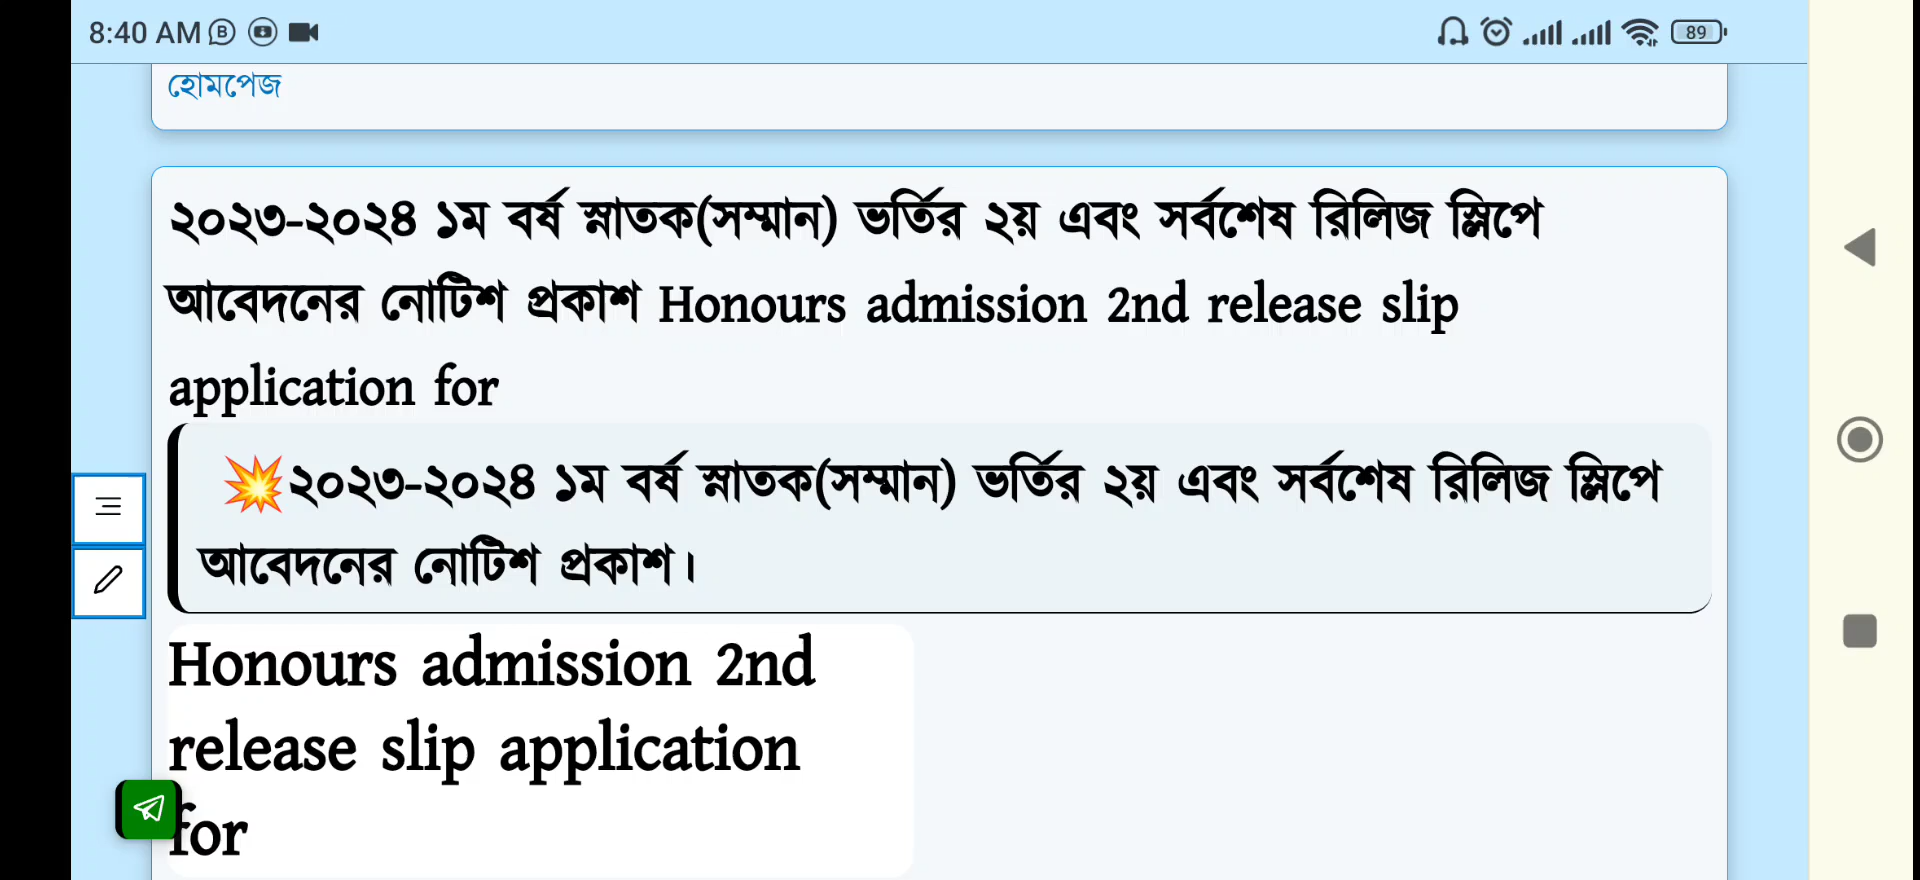 8:40 AM
89
হোমপেজ
২০২৩-২০২৪ ১ম বর্ষ স্নাতক(সম্মান) ভর্তির ২য় এবং সর্বশেষ রিলিজ স্লিপে
আবেদনের নোটিশ প্রকাশ Honours admission 2nd release slip
application for
💥২০২৩-২০২৪ ১ম বর্ষ স্নাতক(সম্মান) ভর্তির ২য় এবং সর্বশেষ রিলিজ স্লিপে
আবেদনের নোটিশ প্রকাশ।
Honours admission 2nd
release slip application
for